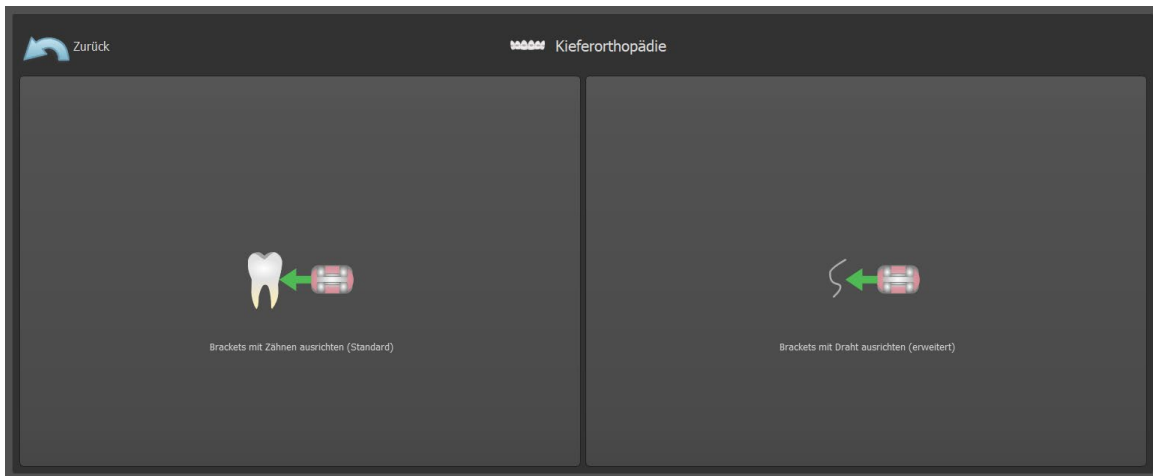 Zurück
Kieferorthopädie
Brackets mit Zähnen ausrichten (Standard)
Brackets mit Draht ausrichten (erweitert)